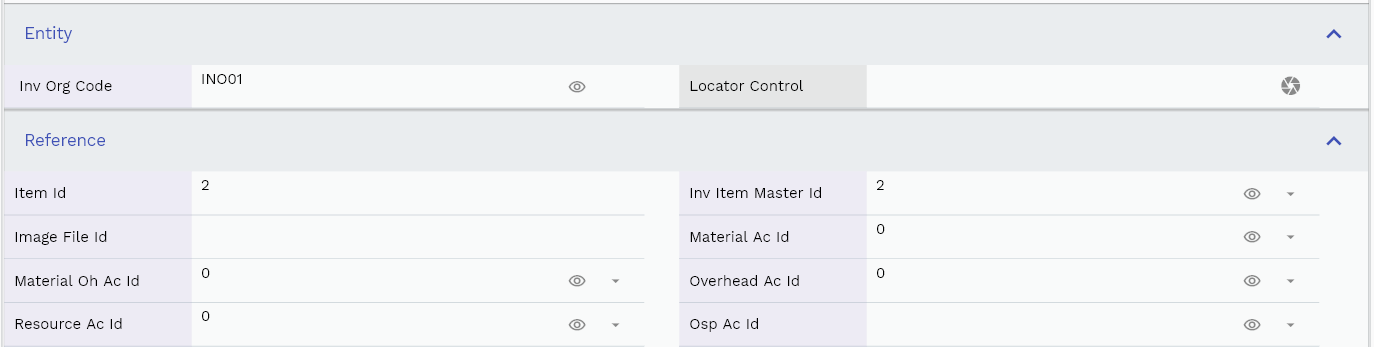 Entity
Inv Org Code INO01 Locator Control
Reference
Item Id 2 Inv Item Master Id 2
Image File Id Material Ac Id 0
Material Oh Ac Id 0 Overhead Ac Id 0
Resource Ac Id 0 Osp Ac Id